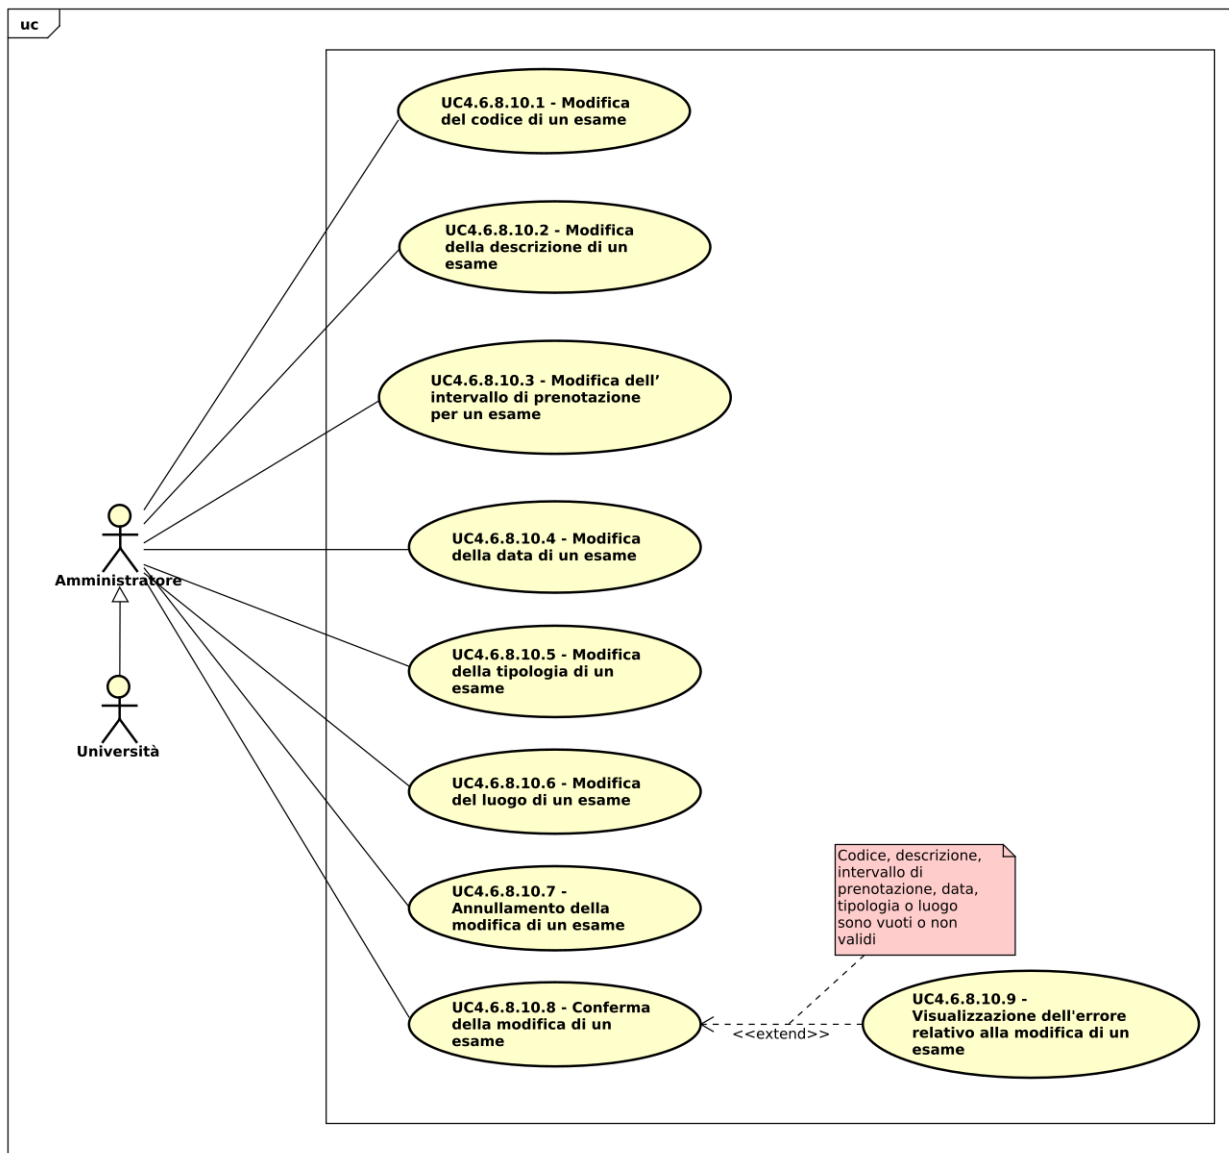 uc
UC4.6.8.10.1 - Modifica
del codice di un esame
UC4.6.8.10.2 - Modifica
della descrizione di un
esame
UC4.6.8.10.3 - Modifica dell’
intervallo di prenotazione
per un esame
UC4.6.8.10.4 - Modifica
della data di un esame
Amministratore
UC4.6.8.10.5 - Modifica
della tipologia di un
esame
Università
UC4.6.8.10.6 - Modifica
del luogo di un esame
UC4.6.8.10.7 -
Annullamento della
modifica di un esame
Codice, descrizione,
intervallo di
prenotazione, data,
tipologia o luogo
sono vuoti o non
validi
UC4.6.8.10.8 - Conferma
della modifica di un
esame
<<extend>>
UC4.6.8.10.9 -
Visualizzazione dell'errore
relativo alla modifica di un
esame